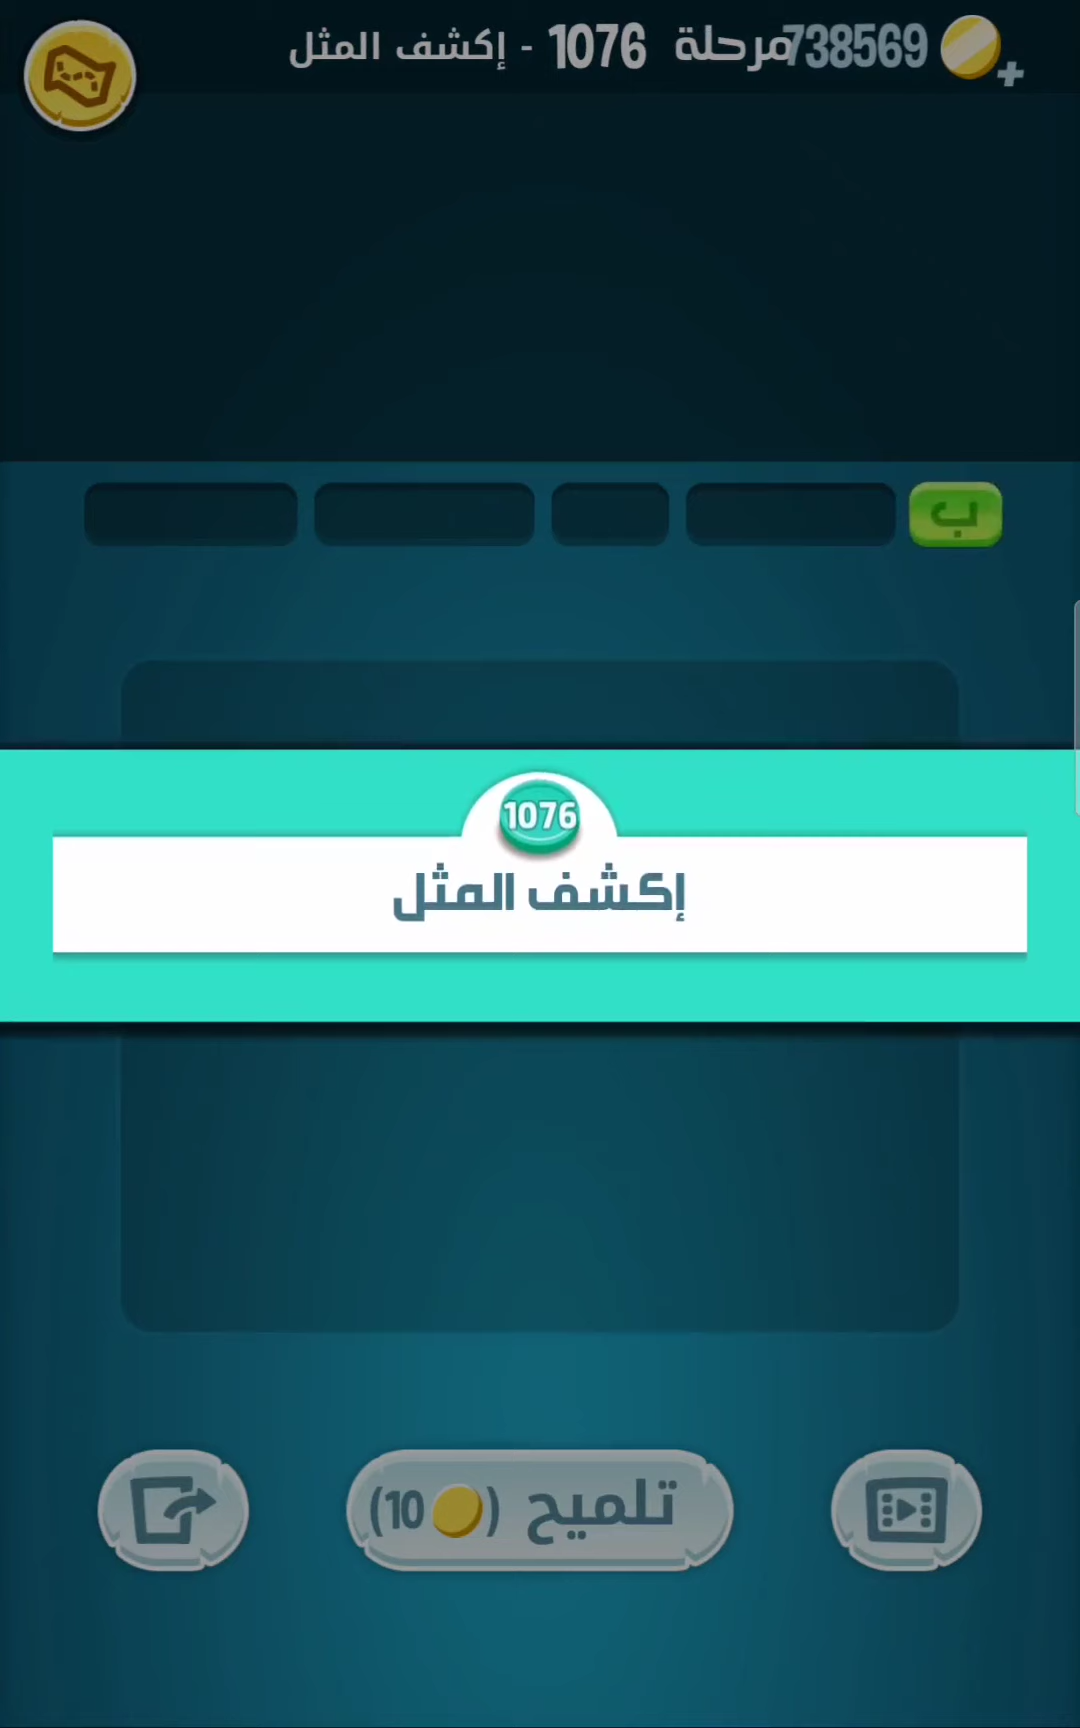 مرحلة 1076 - إكشف المثل
738569
ب
1076
إكشف المثل
تلميح (10)